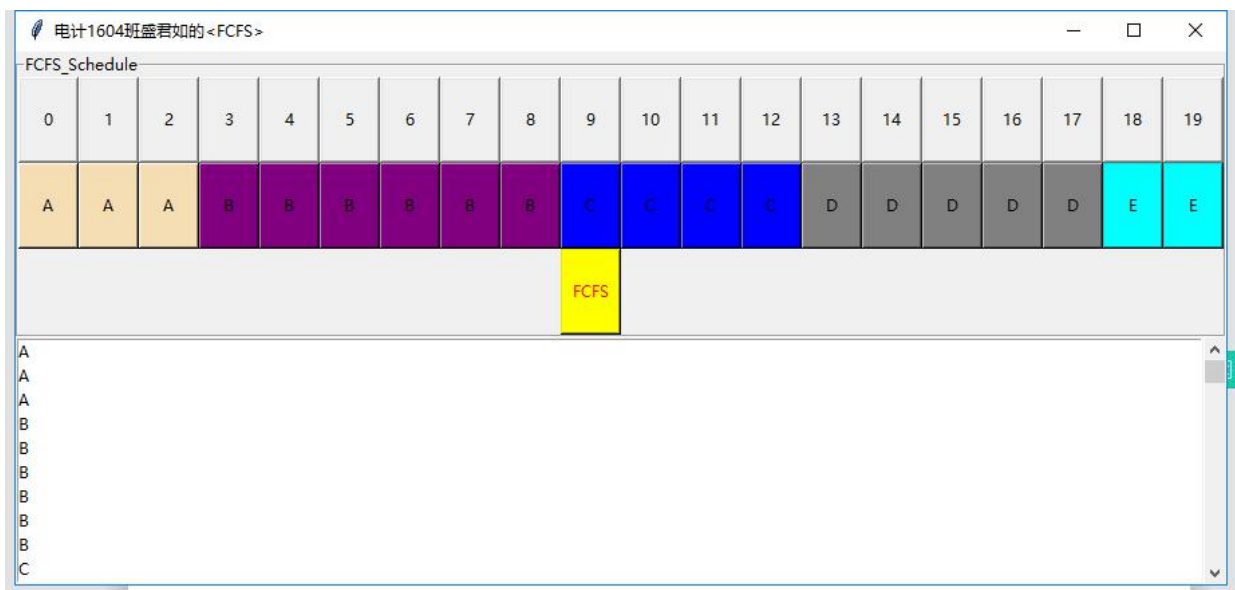 电计1604班盛君如的<FCFS>
FCFS_Schedule
0 1 2 3 4 5 6 7 8 9 10 11 12 13 14 15 16 17 18 19
A A A B B B B B B C C C C D D D D D E E
FCFS
A
A
A
B
B
B
B
B
B
C